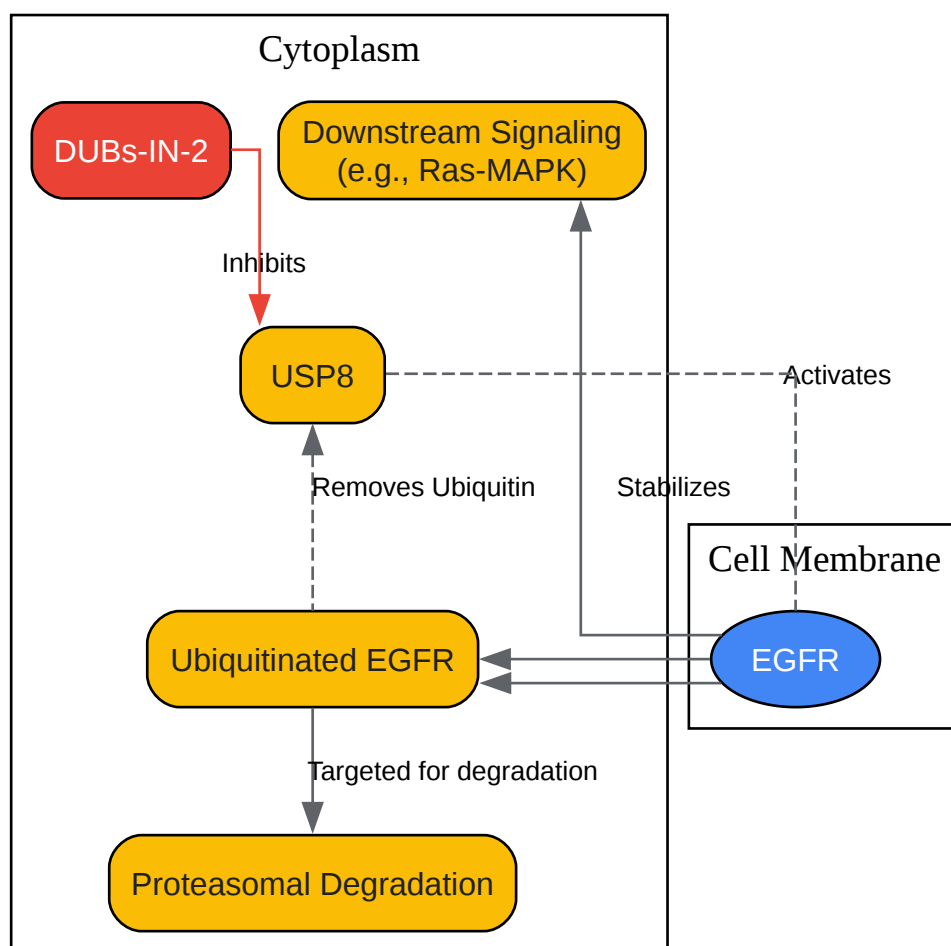 Cytoplasm
DUBs-IN-2
Downstream Signaling
(e.g., Ras-MAPK)
Inhibits
USP8
Activates
Removes Ubiquitin
Stabilizes
Cell Membrane
Ubiquitinated EGFR
EGFR
Targeted for degradation
Proteasomal Degradation